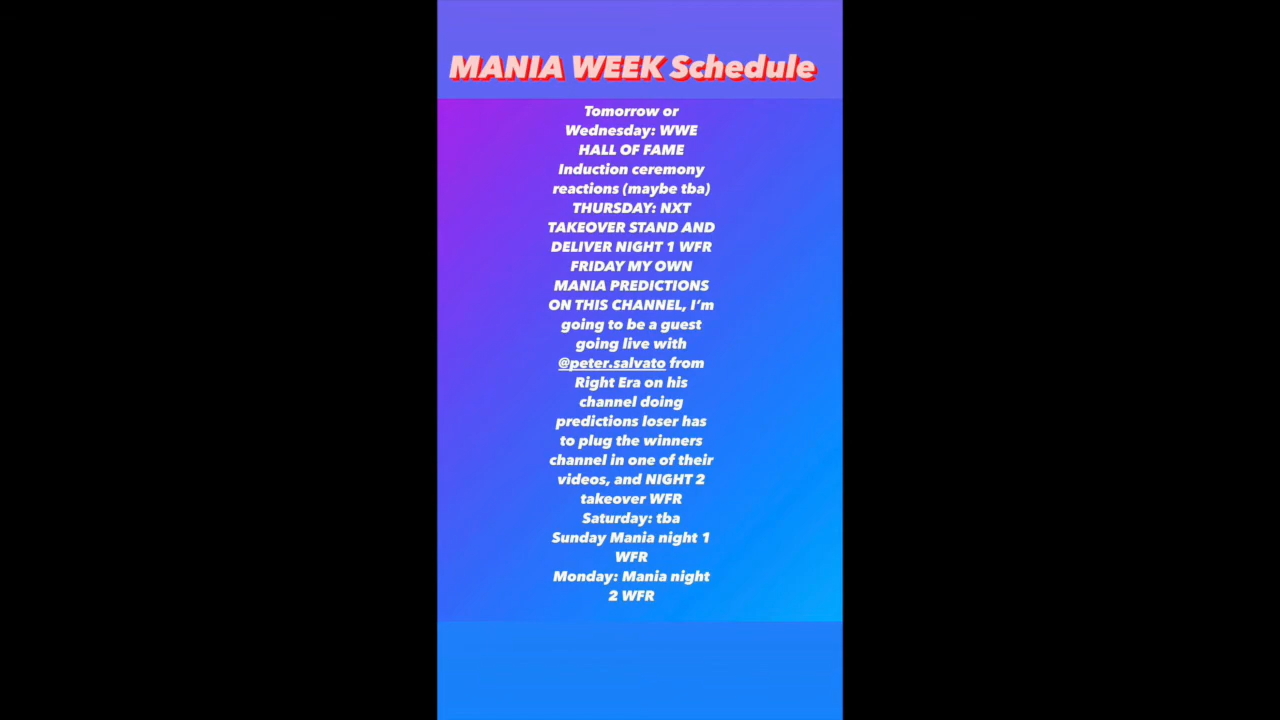 MANIA WEEK Schedule
Tomorrow or
Wednesday: WWE
HALL OF FAME
Induction ceremony
reactions (maybe tba)
THURSDAY: NXT
TAKEOVER STAND AND
DELIVER NIGHT 1 WFR
FRIDAY MY OWN
MANIA PREDICTIONS
ON THIS CHANNEL, I’m
going to be a guest
going live with
@peter.salvato from
Right Era on his
channel doing
predictions loser has
to plug the winners
channel in one of their
videos, and NIGHT 2
takeover WFR
Saturday: tba
Sunday Mania night 1
WFR
Monday: Mania night
2 WFR